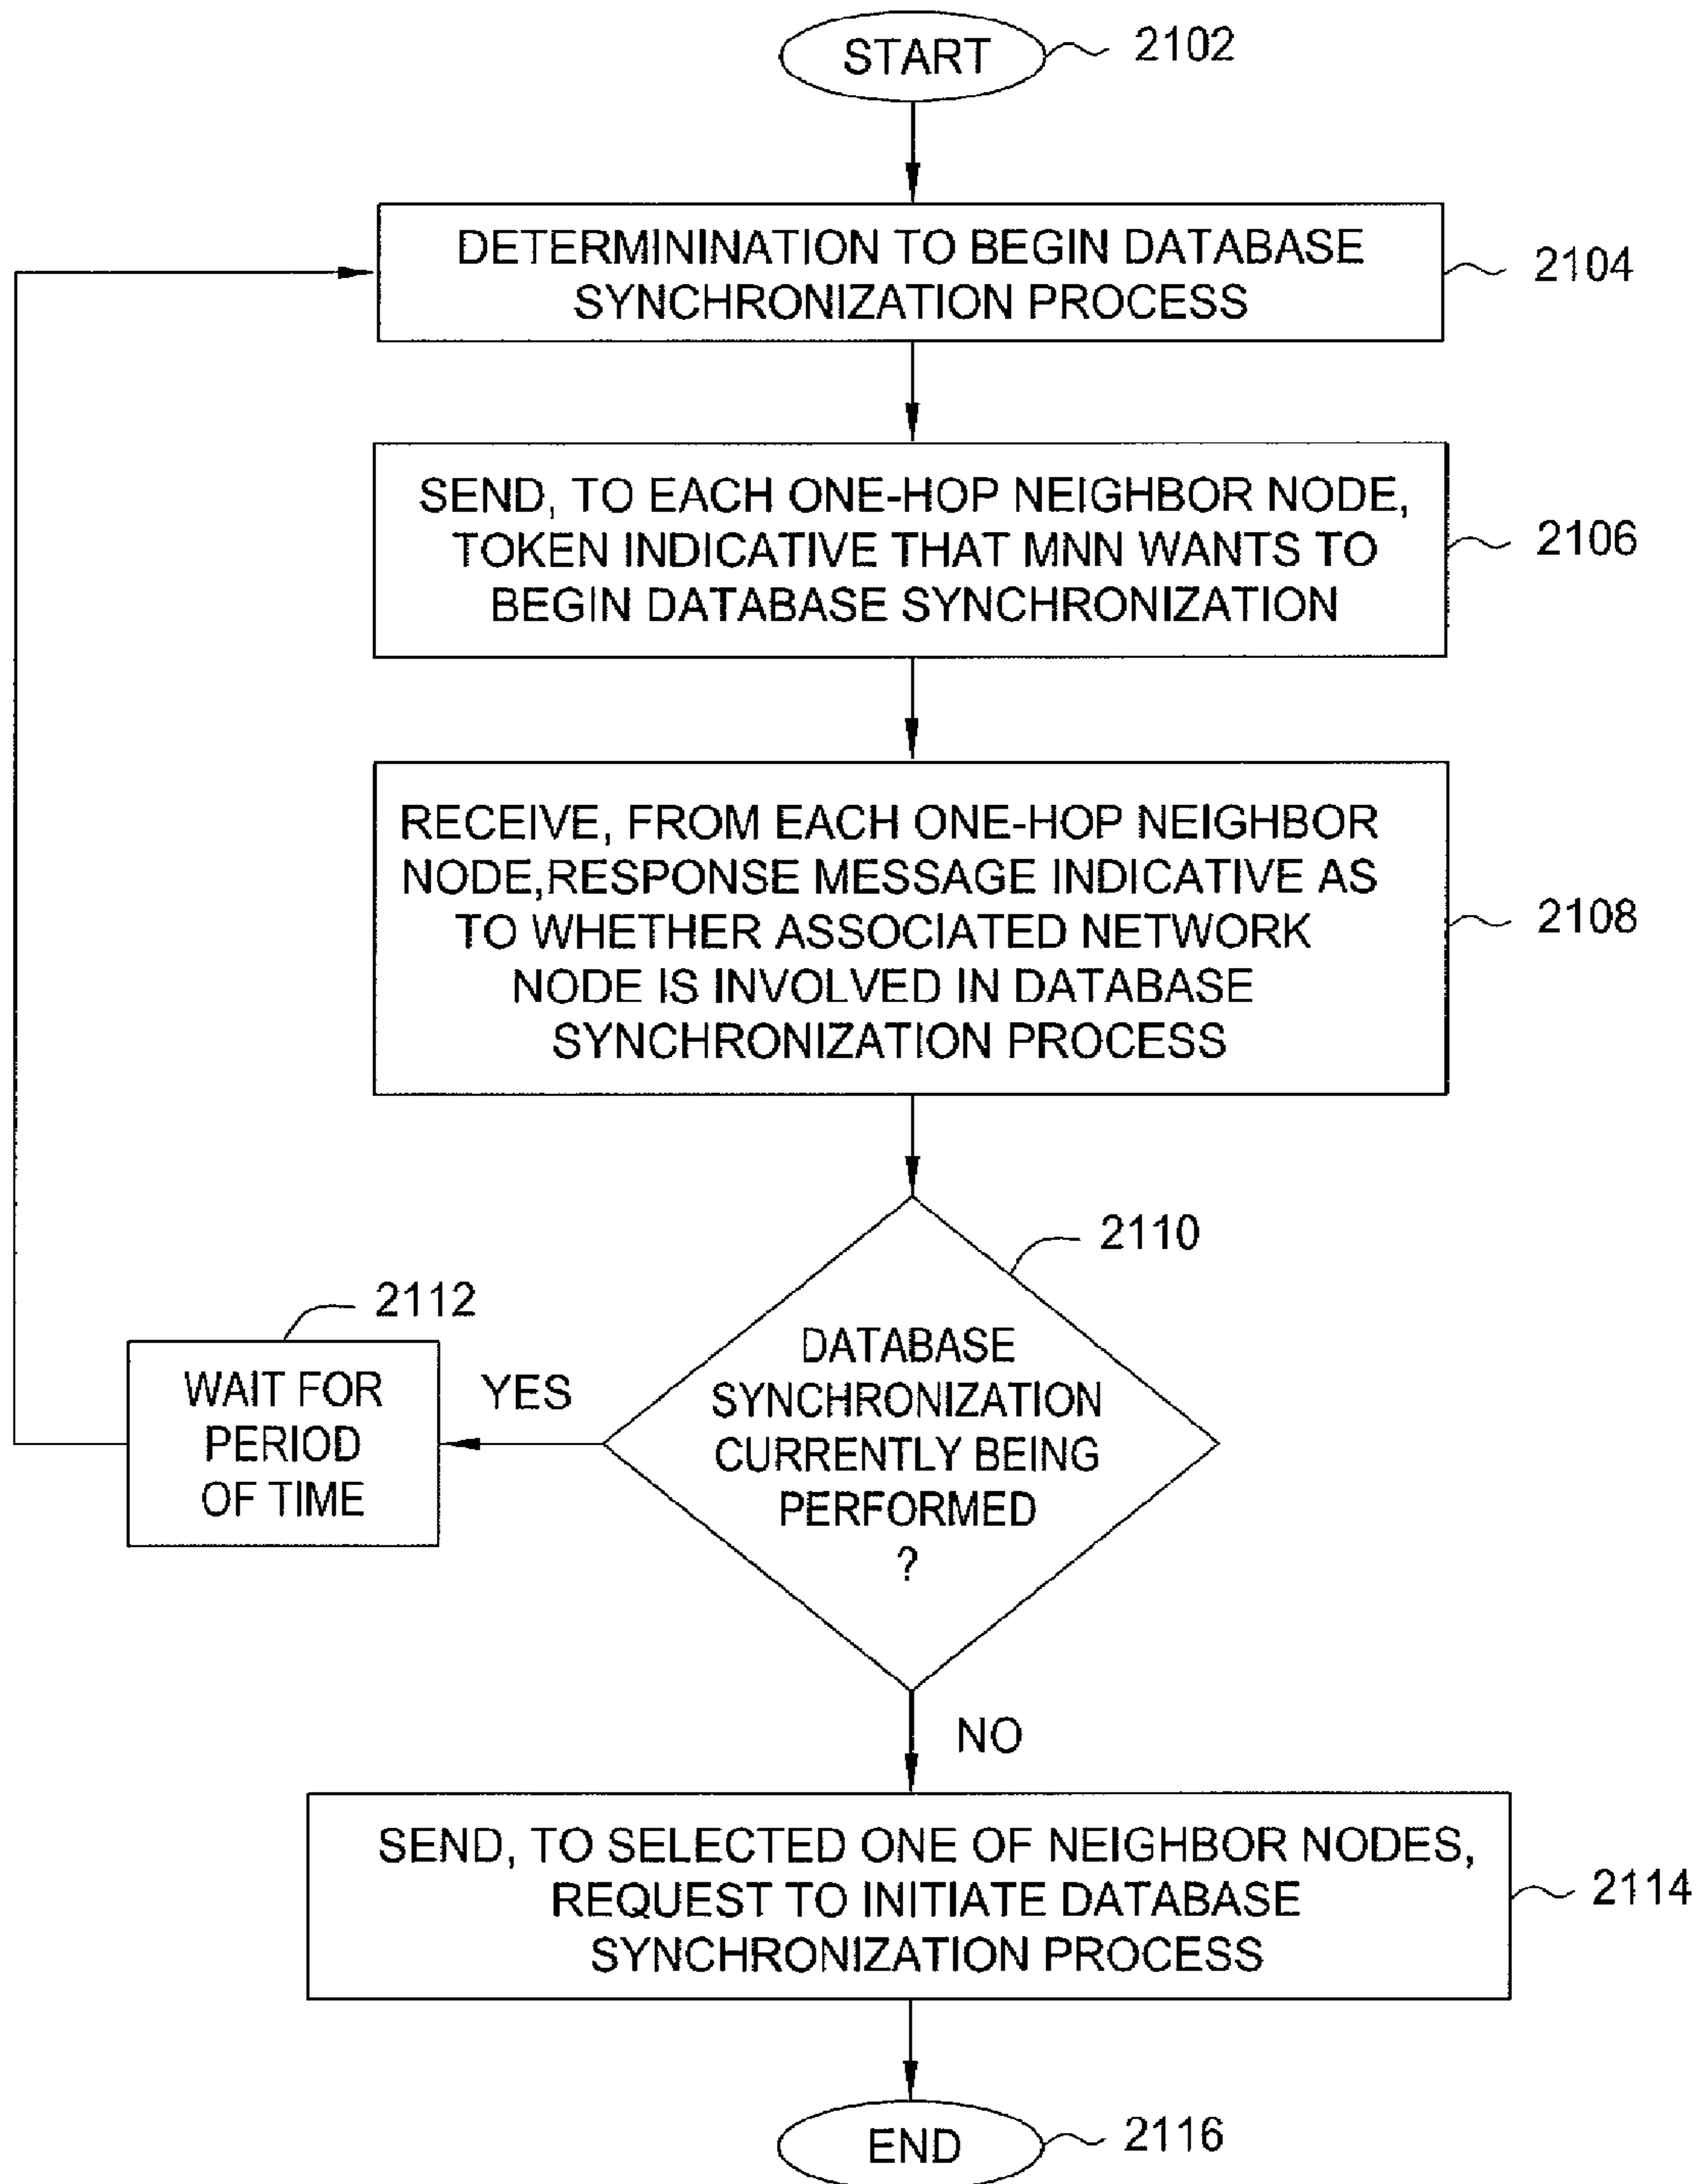 START
2102
DETERMININATION TO BEGIN DATABASE
SYNCHRONIZATION PROCESS
2104
SEND, TO EACH ONE-HOP NEIGHBOR NODE,
TOKEN INDICATIVE THAT MNN WANTS TO
BEGIN DATABASE SYNCHRONIZATION
2106
RECEIVE, FROM EACH ONE-HOP NEIGHBOR
NODE,RESPONSE MESSAGE INDICATIVE AS
TO WHETHER ASSOCIATED NETWORK
NODE IS INVOLVED IN DATABASE
SYNCHRONIZATION PROCESS
2108
2110
DATABASE
SYNCHRONIZATION
CURRENTLY BEING
PERFORMED
?
YES
2112
WAIT FOR
PERIOD
OF TIME
NO
SEND, TO SELECTED ONE OF NEIGHBOR NODES,
REQUEST TO INITIATE DATABASE
SYNCHRONIZATION PROCESS
2114
END
2116